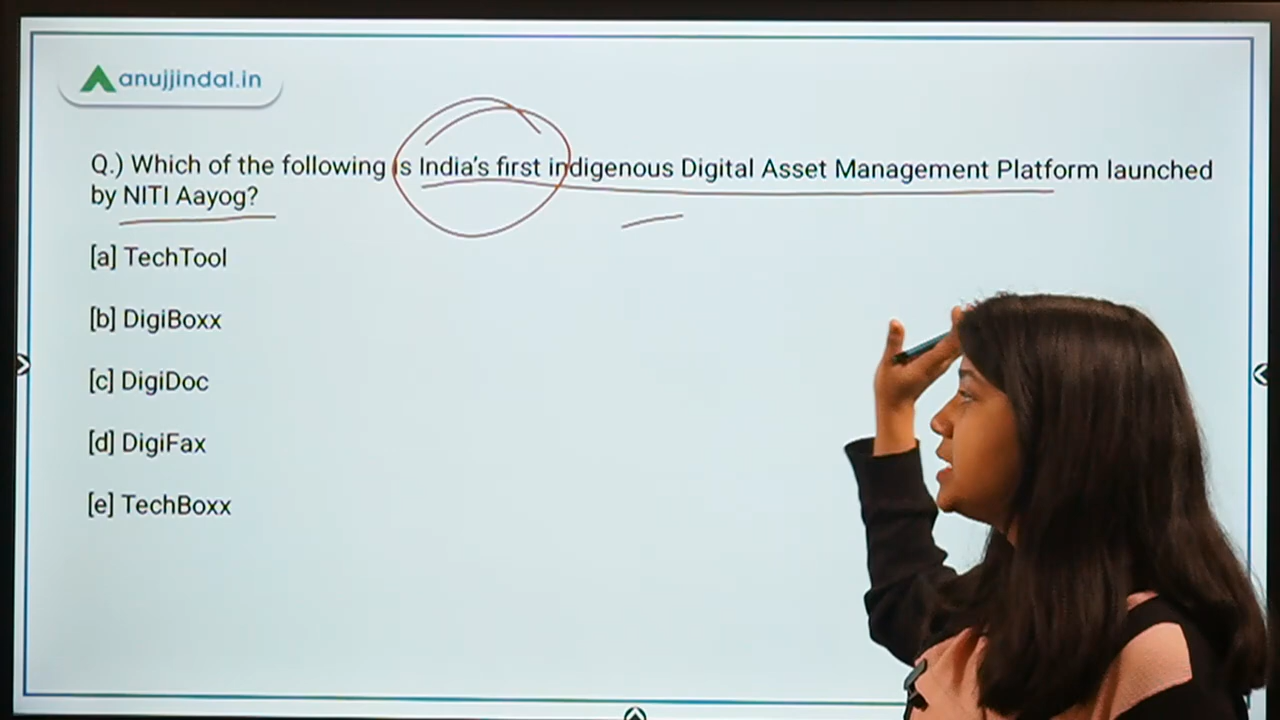 anujjindal.in
Q.) Which of the following is India's first indigenous Digital Asset Management Platform launched
by NITI Aayog?
[a] TechTool
[b] DigiBoxx
[c] DigiDoc
[d] DigiFax
[e] TechBoxx